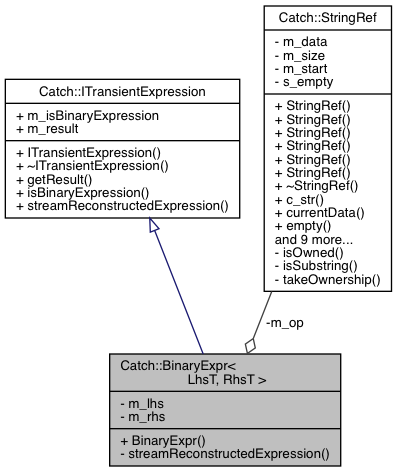 Catch::StringRef
- m_data
- m_size
- m_start
- s_empty
+ StringRef()
+ StringRef()
+ StringRef()
+ StringRef()
+ StringRef()
+ StringRef()
+ ~StringRef()
+ c_str()
+ currentData()
+ empty()
and 9 more...
- isOwned()
- isSubstring()
- takeOwnership()
Catch::ITransientExpression
+ m_isBinaryExpression
+ m_result
+ ITransientExpression()
+ ~ITransientExpression()
+ getResult()
+ isBinaryExpression()
+ streamReconstructedExpression()
-m_op
Catch::BinaryExpr<
LhsT, RhsT >
- m_lhs
- m_rhs
+ BinaryExpr()
- streamReconstructedExpression()